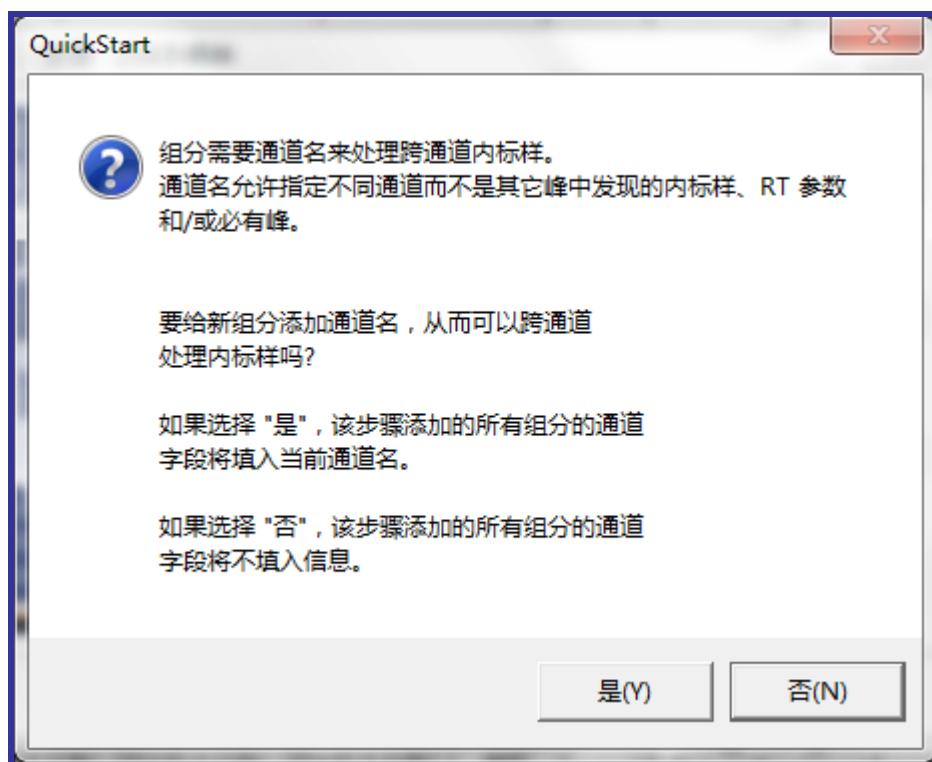 QuickStart
组分需要通道名来处理跨通道内标样。
通道名允许指定不同通道而不是其它峰中发现的内标样、RT 参数
和/或必有峰。
要给新组分添加通道名，从而可以跨通道
处理内标样吗?
如果选择 "是"，该步骤添加的所有组分的通道
字段将填入当前通道名。
如果选择 "否"，该步骤添加的所有组分的通道
字段将不填入信息。
是(Y)
否(N)